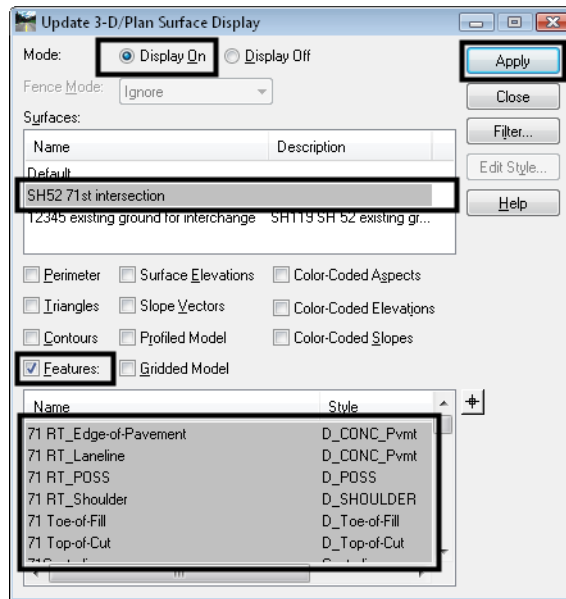 Update 3-D/Plan Surface Display
Mode:
Display On
Display Off
Apply
Fence Mode:
Ignore
Close
Surfaces:
Filter...
Name Description
Edit Style...
Default
SH52 71st intersection
Help
12345 existing ground for interchange SH119 SH 52 existing gr...
Perimeter Surface Elevations Color-Coded Aspects
Triangles Slope Vectors Color-Coded Elevations
Contours Profiled Model Color-Coded Slopes
Features: Gridded Model
Name Style
71 RT_Edge-of-Pavement D_CONC_Pvmt
71 RT_Laneline D_CONC_Pvmt
71 RT_POSS D_POSS
71 RT_Shoulder D_SHOULDER
71 Toe-of-Fill D_Toe-of-Fill
71 Top-of-Cut D_Top-of-Cut